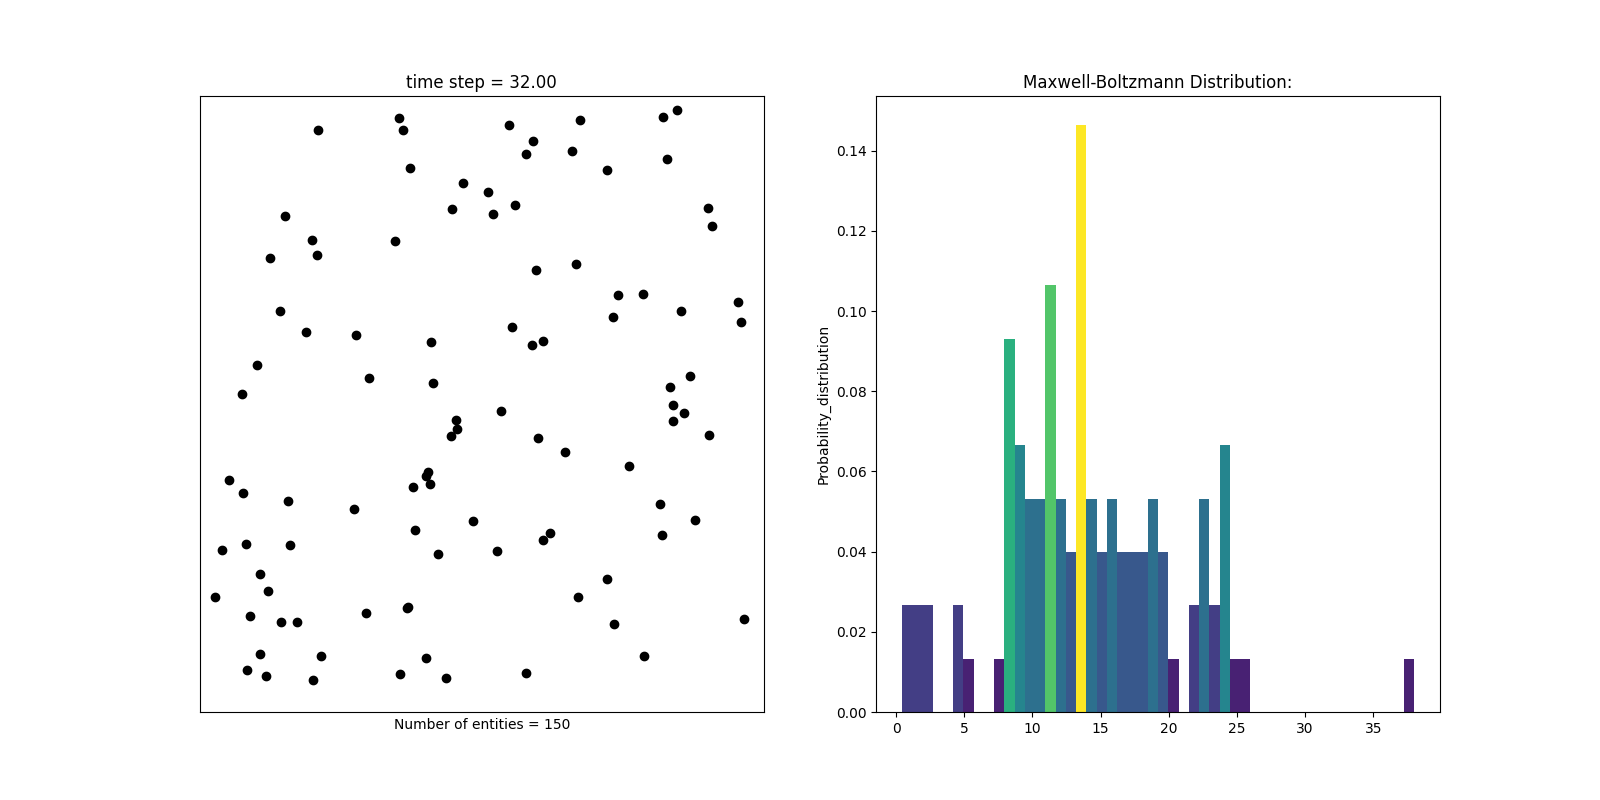 time step = 32.00
Number of entities = 150
Maxwell-Boltzmann Distribution:
Probability_distribution
0.14
0.12
0.10
0.08
0.06
0.04
0.02
0.00
0 5 10 15 20 25 30 35